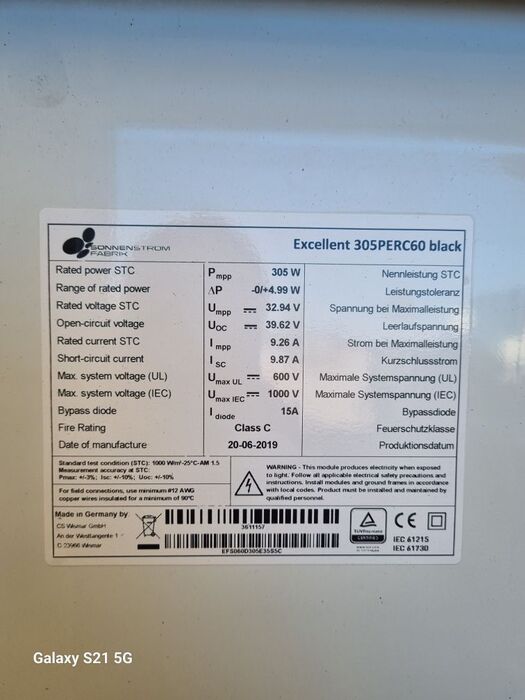 SONNENSTROM
FABRIK
Excellent 305PERC60 black
Rated power STC Pmpp 305 W Nennleistung STC
Range of rated power ΔP -0/+4.99 W Leistungstoleranz
Rated voltage STC Umpp 32.94 V Spannung bei Maximalleistung
Open-circuit voltage UOC 39.62 V Leerlaufspannung
Rated current STC Impp 9.26 A Strom bei Maximalleistung
Short-circuit current ISC 9.87 A Kurzschlussstrom
Max. system voltage (UL) Umax UL 600 V Maximale Systemspannung (UL)
Max. system voltage (IEC) Umax IEC 1000 V Maximale Systemspannung (IEC)
Bypass diode Idiode 15A Bypassdiode
Fire Rating Class C Feuerschutzklasse
Date of manufacture 20-06-2019 Produktionsdatum
Standard test condition (STC): 1000 W/m²-25°C-AM 1.5
Measurement accuracy at STC:
Pmax: +/-3%; Isc: +/-10%; Uoc: +/-10%
For field connections, use minimum #12 AWG
copper wires insulated for a minimum of 90°C
WARNING - This module produces electricity when exposed
to light. Follow all applicable electrical safety precautions and
instructions. Install modules and ground frames in accordance
with local codes. Product must be installed and maintained by
qualified personnel.
Made in Germany by
CS Wismar GmbH
An der Westtangente 1
D 23966 Wismar
3611157
EFS060D305E35S5C
TÜVRheinland
CERTIFIED
CE
IEC 61215
IEC 61730
Galaxy S21 5G